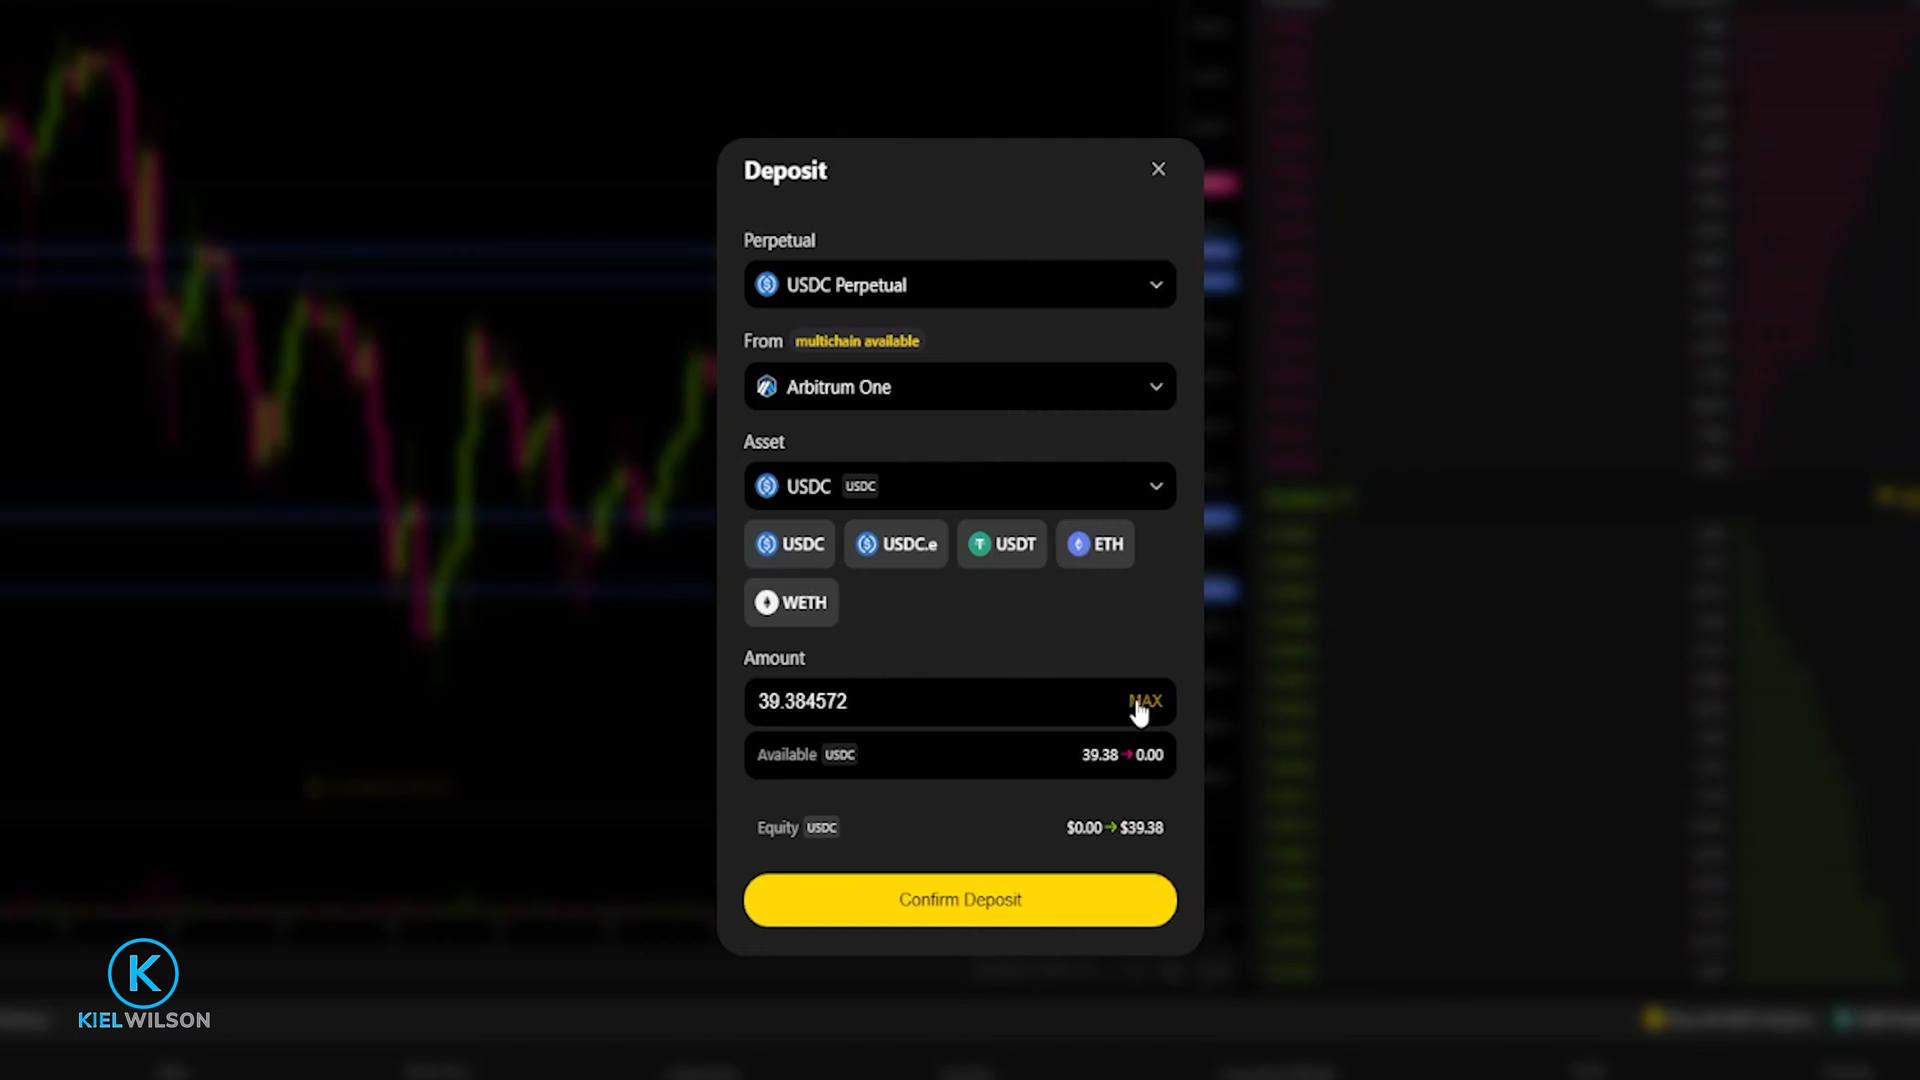 Deposit
Perpetual
USDC Perpetual
From multichain available
Arbitrum One
Asset
USDC USDC
USDC USDC.e USDT ETH
WETH
Amount
39.384572 MAX
Available USDC 39.38 → 0.00
Equity USDC $0.00 → $39.38
Confirm Deposit
K
KIELWILSON